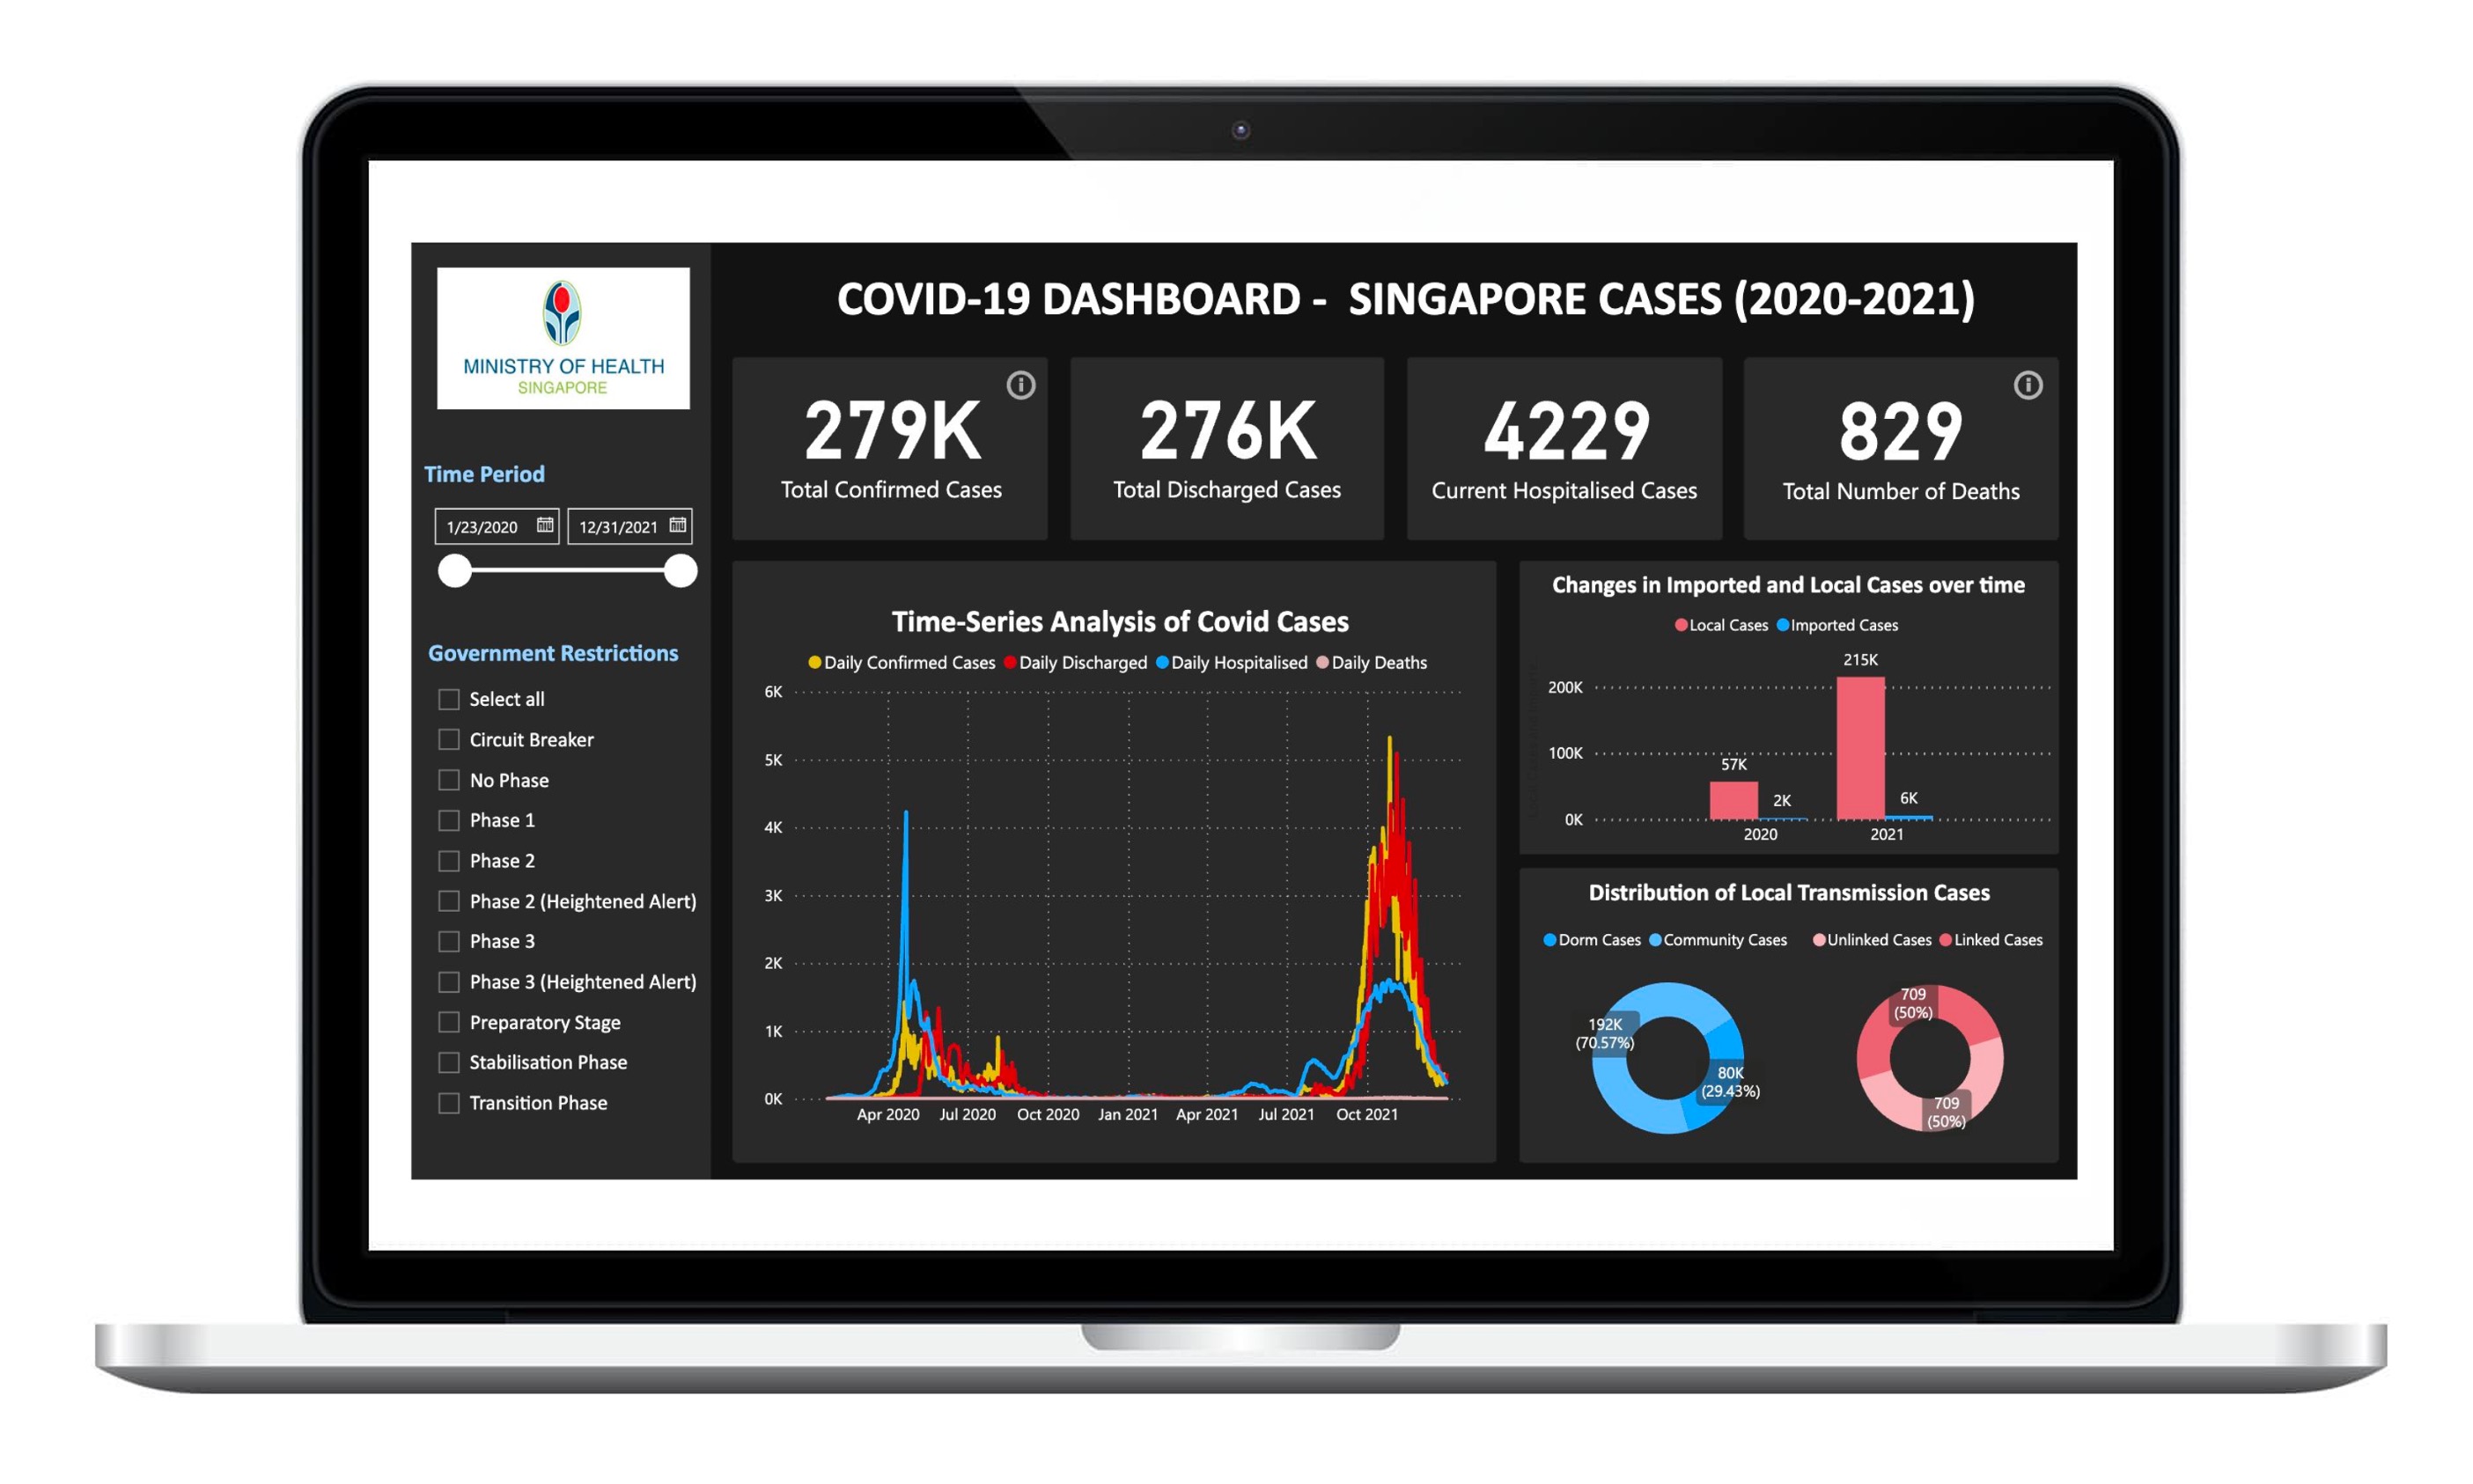 MINISTRY OF HEALTH
SINGAPORE
Time Period
1/23/2020 12/31/2021
Government Restrictions
Select all
Circuit Breaker
No Phase
Phase 1
Phase 2
Phase 2 (Heightened Alert)
Phase 3
Phase 3 (Heightened Alert)
Preparatory Stage
Stabilisation Phase
Transition Phase
COVID-19 DASHBOARD - SINGAPORE CASES (2020-2021)
279K
Total Confirmed Cases
276K
Total Discharged Cases
4229
Current Hospitalised Cases
829
Total Number of Deaths
Time-Series Analysis of Covid Cases
Daily Confirmed Cases Daily Discharged Daily Hospitalised Daily Deaths
6K
5K
4K
3K
2K
1K
0K
Apr 2020 Jul 2020 Oct 2020 Jan 2021 Apr 2021 Jul 2021 Oct 2021
Changes in Imported and Local Cases over time
Local Cases Imported Cases
215K
200K
100K
57K
2K
6K
0K
2020 2021
Distribution of Local Transmission Cases
Dorm Cases Community Cases Unlinked Cases Linked Cases
192K
(70.57%)
80K
(29.43%)
709
(50%)
709
(50%)